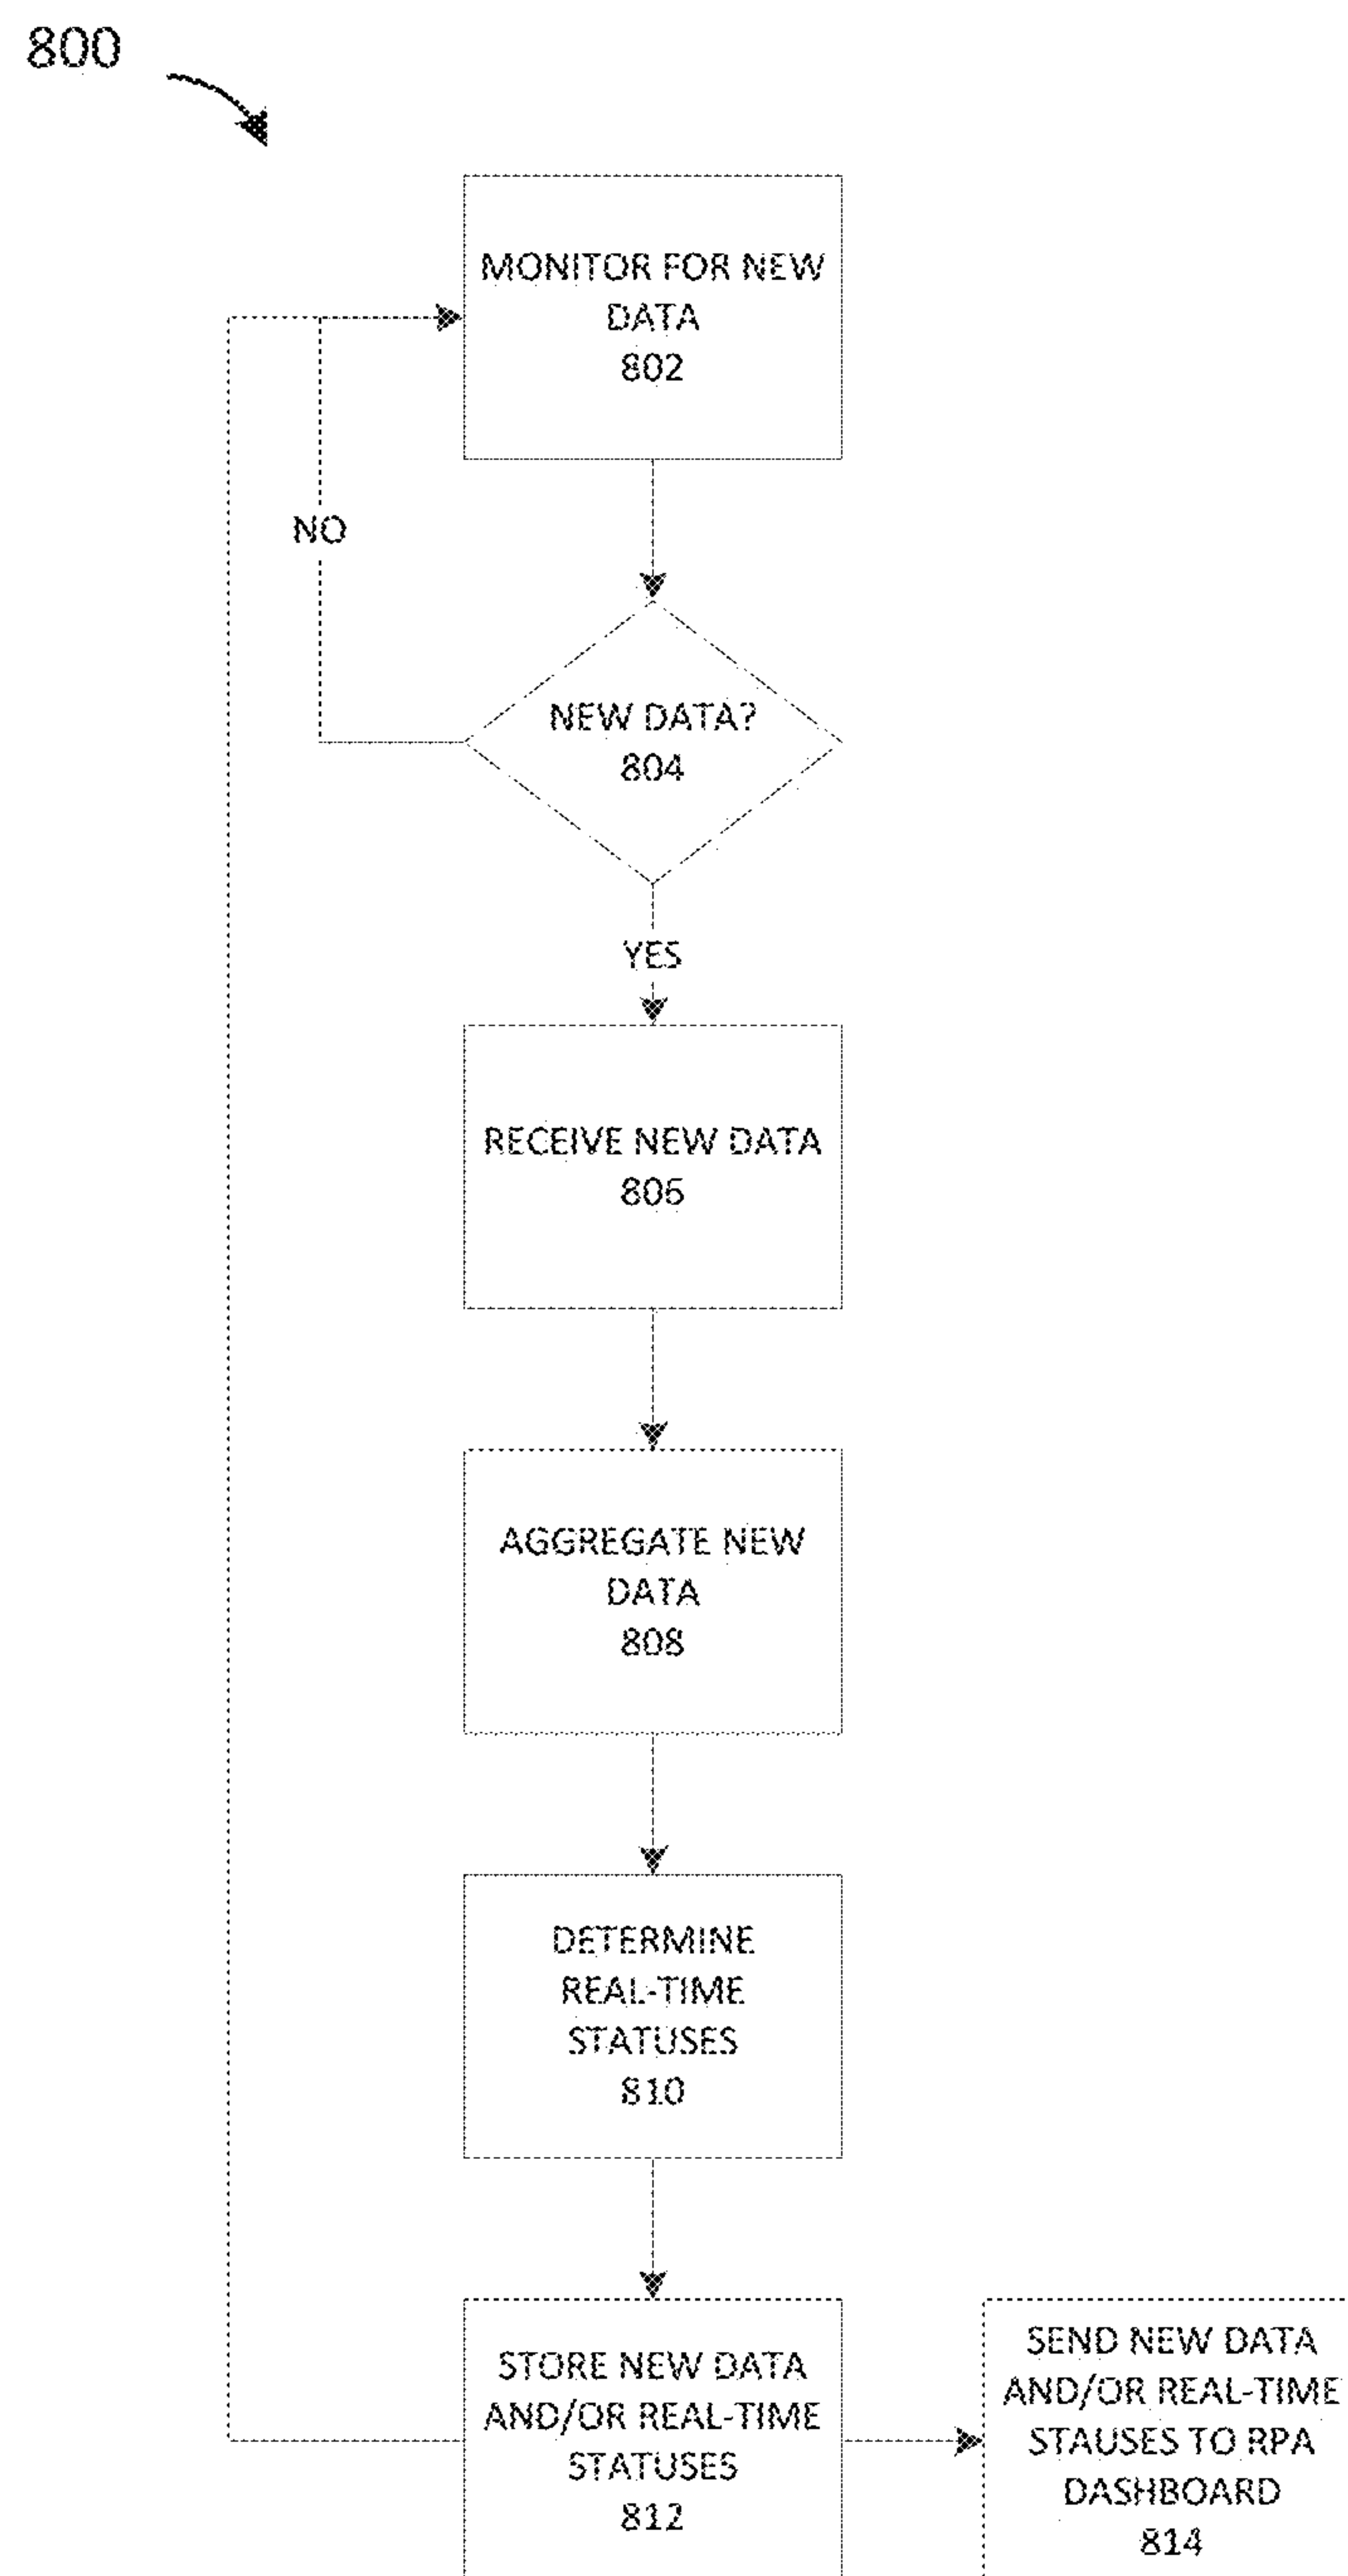 800
MONITOR FOR NEW
DATA
802
NO
NEW DATA?
804
YES
RECEIVE NEW DATA
806
AGGREGATE NEW
DATA
808
DETERMINE
REAL-TIME
STATUSES
810
STORE NEW DATA
AND/OR REAL-TIME
STATUSES
812
SEND NEW DATA
AND/OR REAL-TIME
STAUSES TO RPA
DASHBOARD
814